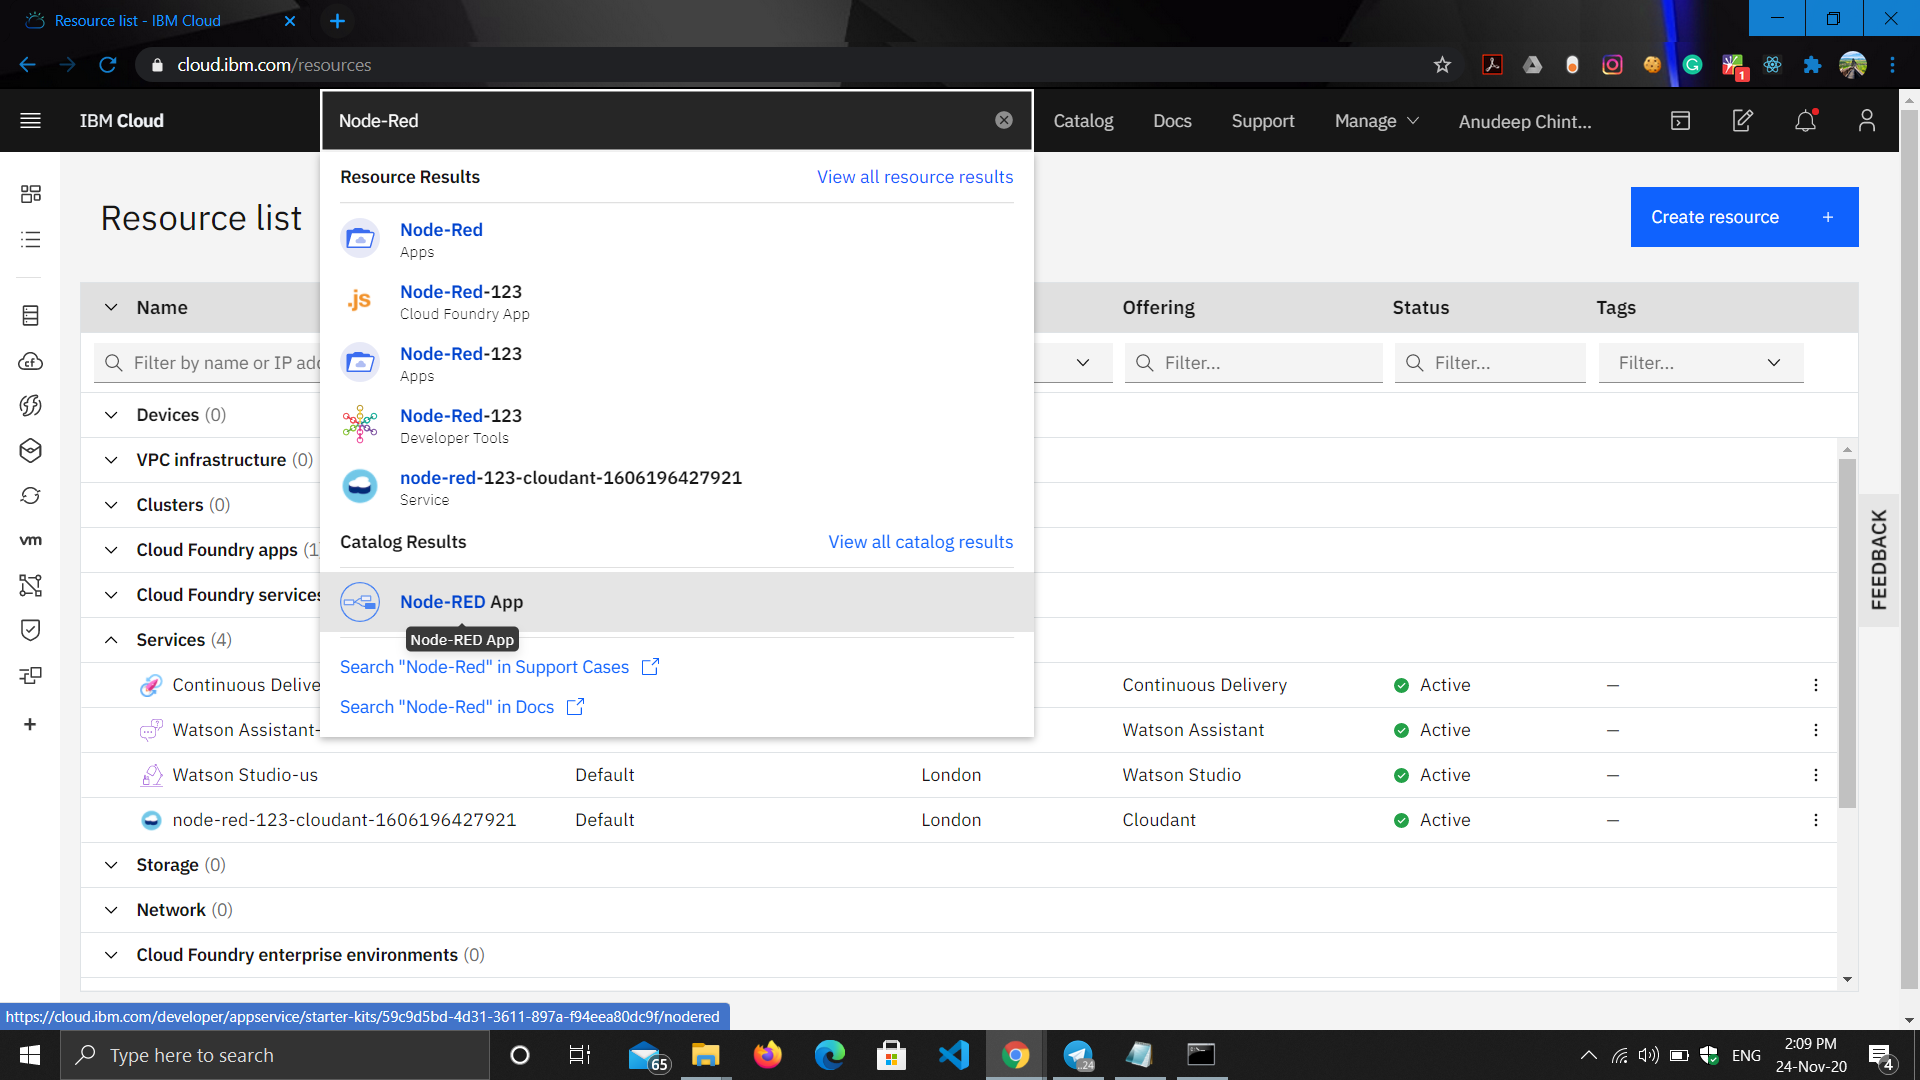 Resource list - IBM Cloud
cloud.ibm.com/resources
1
IBM Cloud
Node-Red
Catalog
Docs
Support
Manage
Anudeep Chint...
Resource list
Create resource +
Resource Results
View all resource results
Node-Red
Apps
.js
Node-Red-123
Cloud Foundry App
Node-Red-123
Apps
Node-Red-123
Developer Tools
node-red-123-cloudant-1606196427921
Service
Catalog Results
View all catalog results
Node-RED App
Node-RED App
Search "Node-Red" in Support Cases
Search "Node-Red" in Docs
Name
Offering
Status
Tags
Filter by name or IP add
Filter...
Filter...
Filter...
Devices (0)
VPC infrastructure (0)
Clusters (0)
Cloud Foundry apps (1
Cloud Foundry services
Services (4)
Continuous Delive
Continuous Delivery
Active
–
Watson Assistant-
Watson Assistant
Active
–
Watson Studio-us
Default
London
Watson Studio
Active
–
node-red-123-cloudant-1606196427921
Default
London
Cloudant
Active
–
Storage (0)
Network (0)
Cloud Foundry enterprise environments (0)
cf
vm
FEEDBACK
https://cloud.ibm.com/developer/appservice/starter-kits/59c9d5bd-4d31-3611-897a-f94eea80dc9f/nodered
Type here to search
65
24
ENG
2:09 PM
24-Nov-20
4